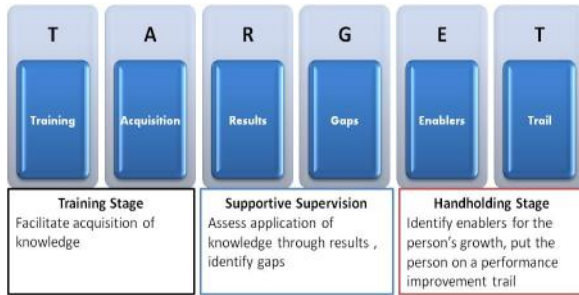 T A R G E T
Training Acquisition Results Gaps Enablers Trail
Training Stage
Facilitate acquisition of
knowledge
Supportive Supervision
Assess application of
knowledge through results ,
identify gaps
Handholding Stage
Identify enablers for the
person's growth, put the
person on a performance
improvement trail